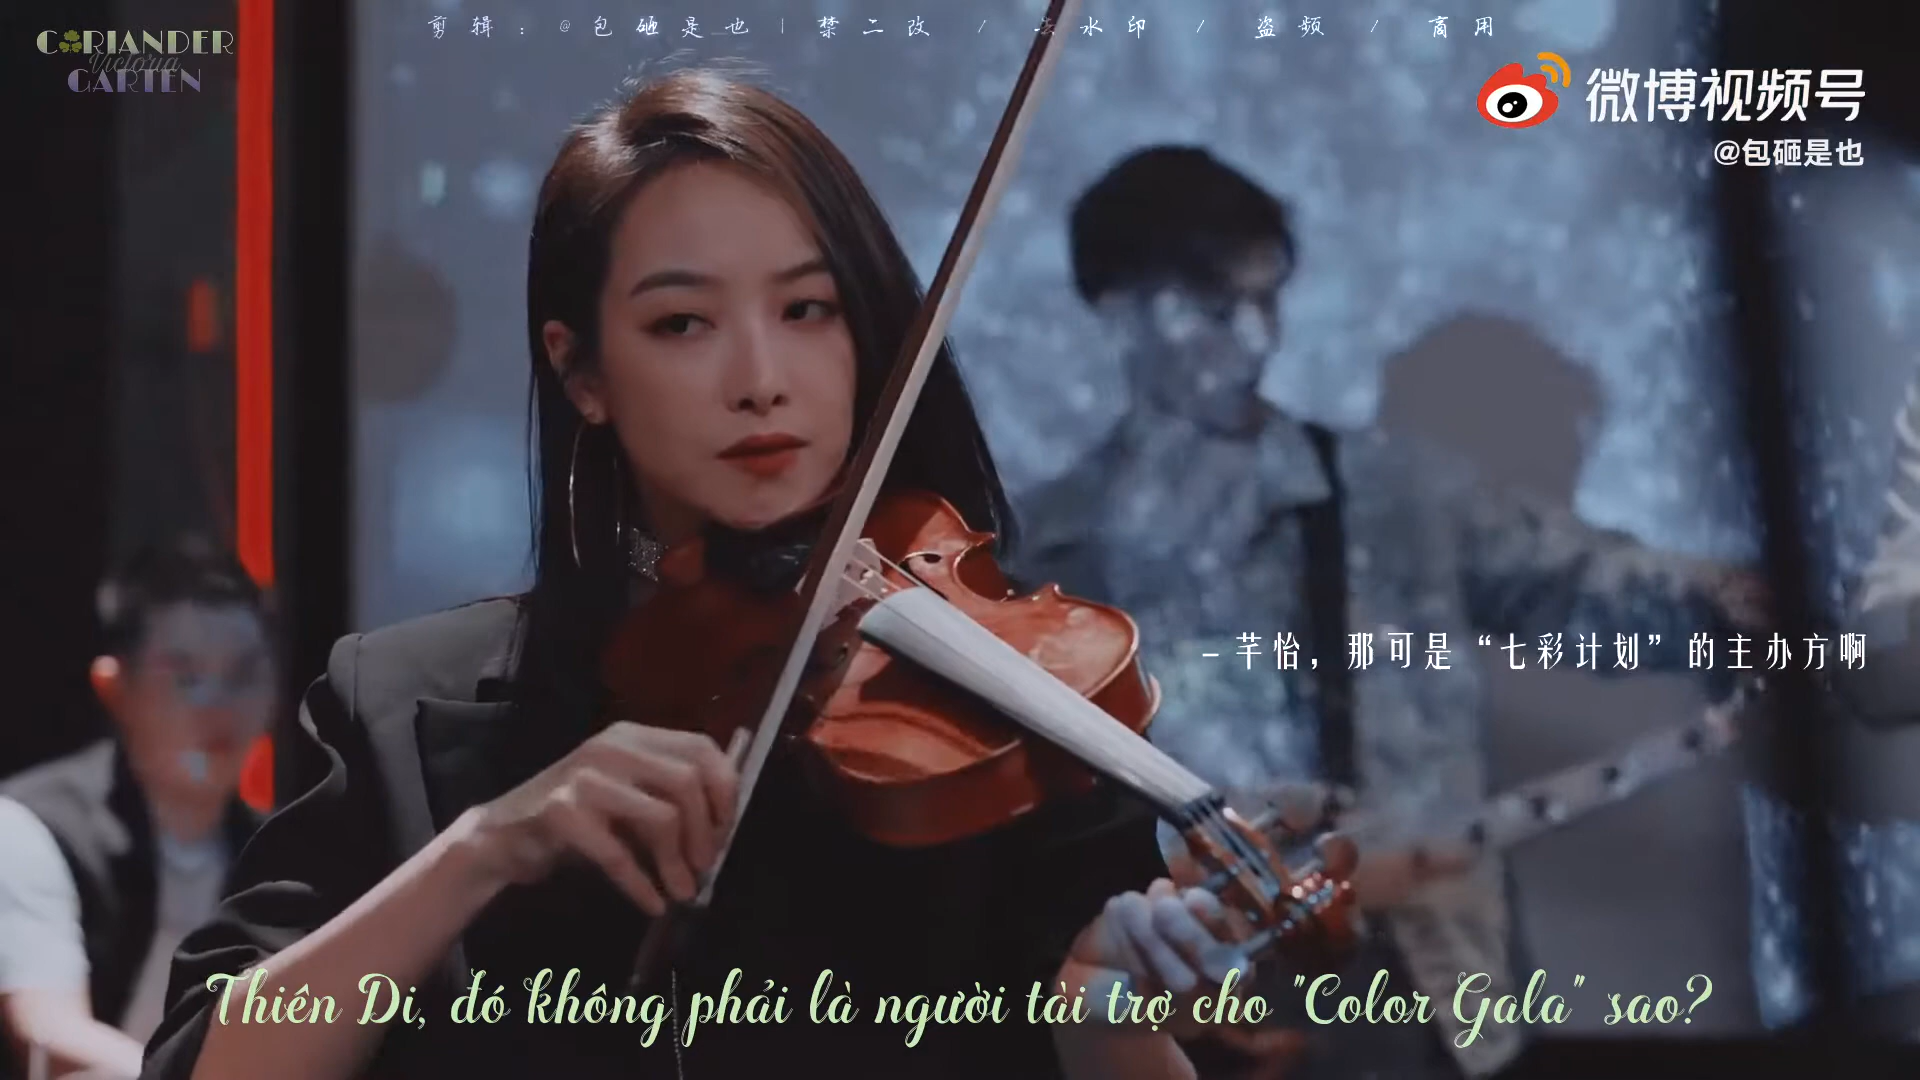 CORIANDER
Victoria
GARTEN
剪辑：@包砸是也 | 禁二改 / 去水印 / 盗频 / 商用
微博视频号
@包砸是也
–芊怡，那可是“七彩计划”的主办方啊
Thiên Di, đó không phải là người tài trợ cho "Color Gala" sao?